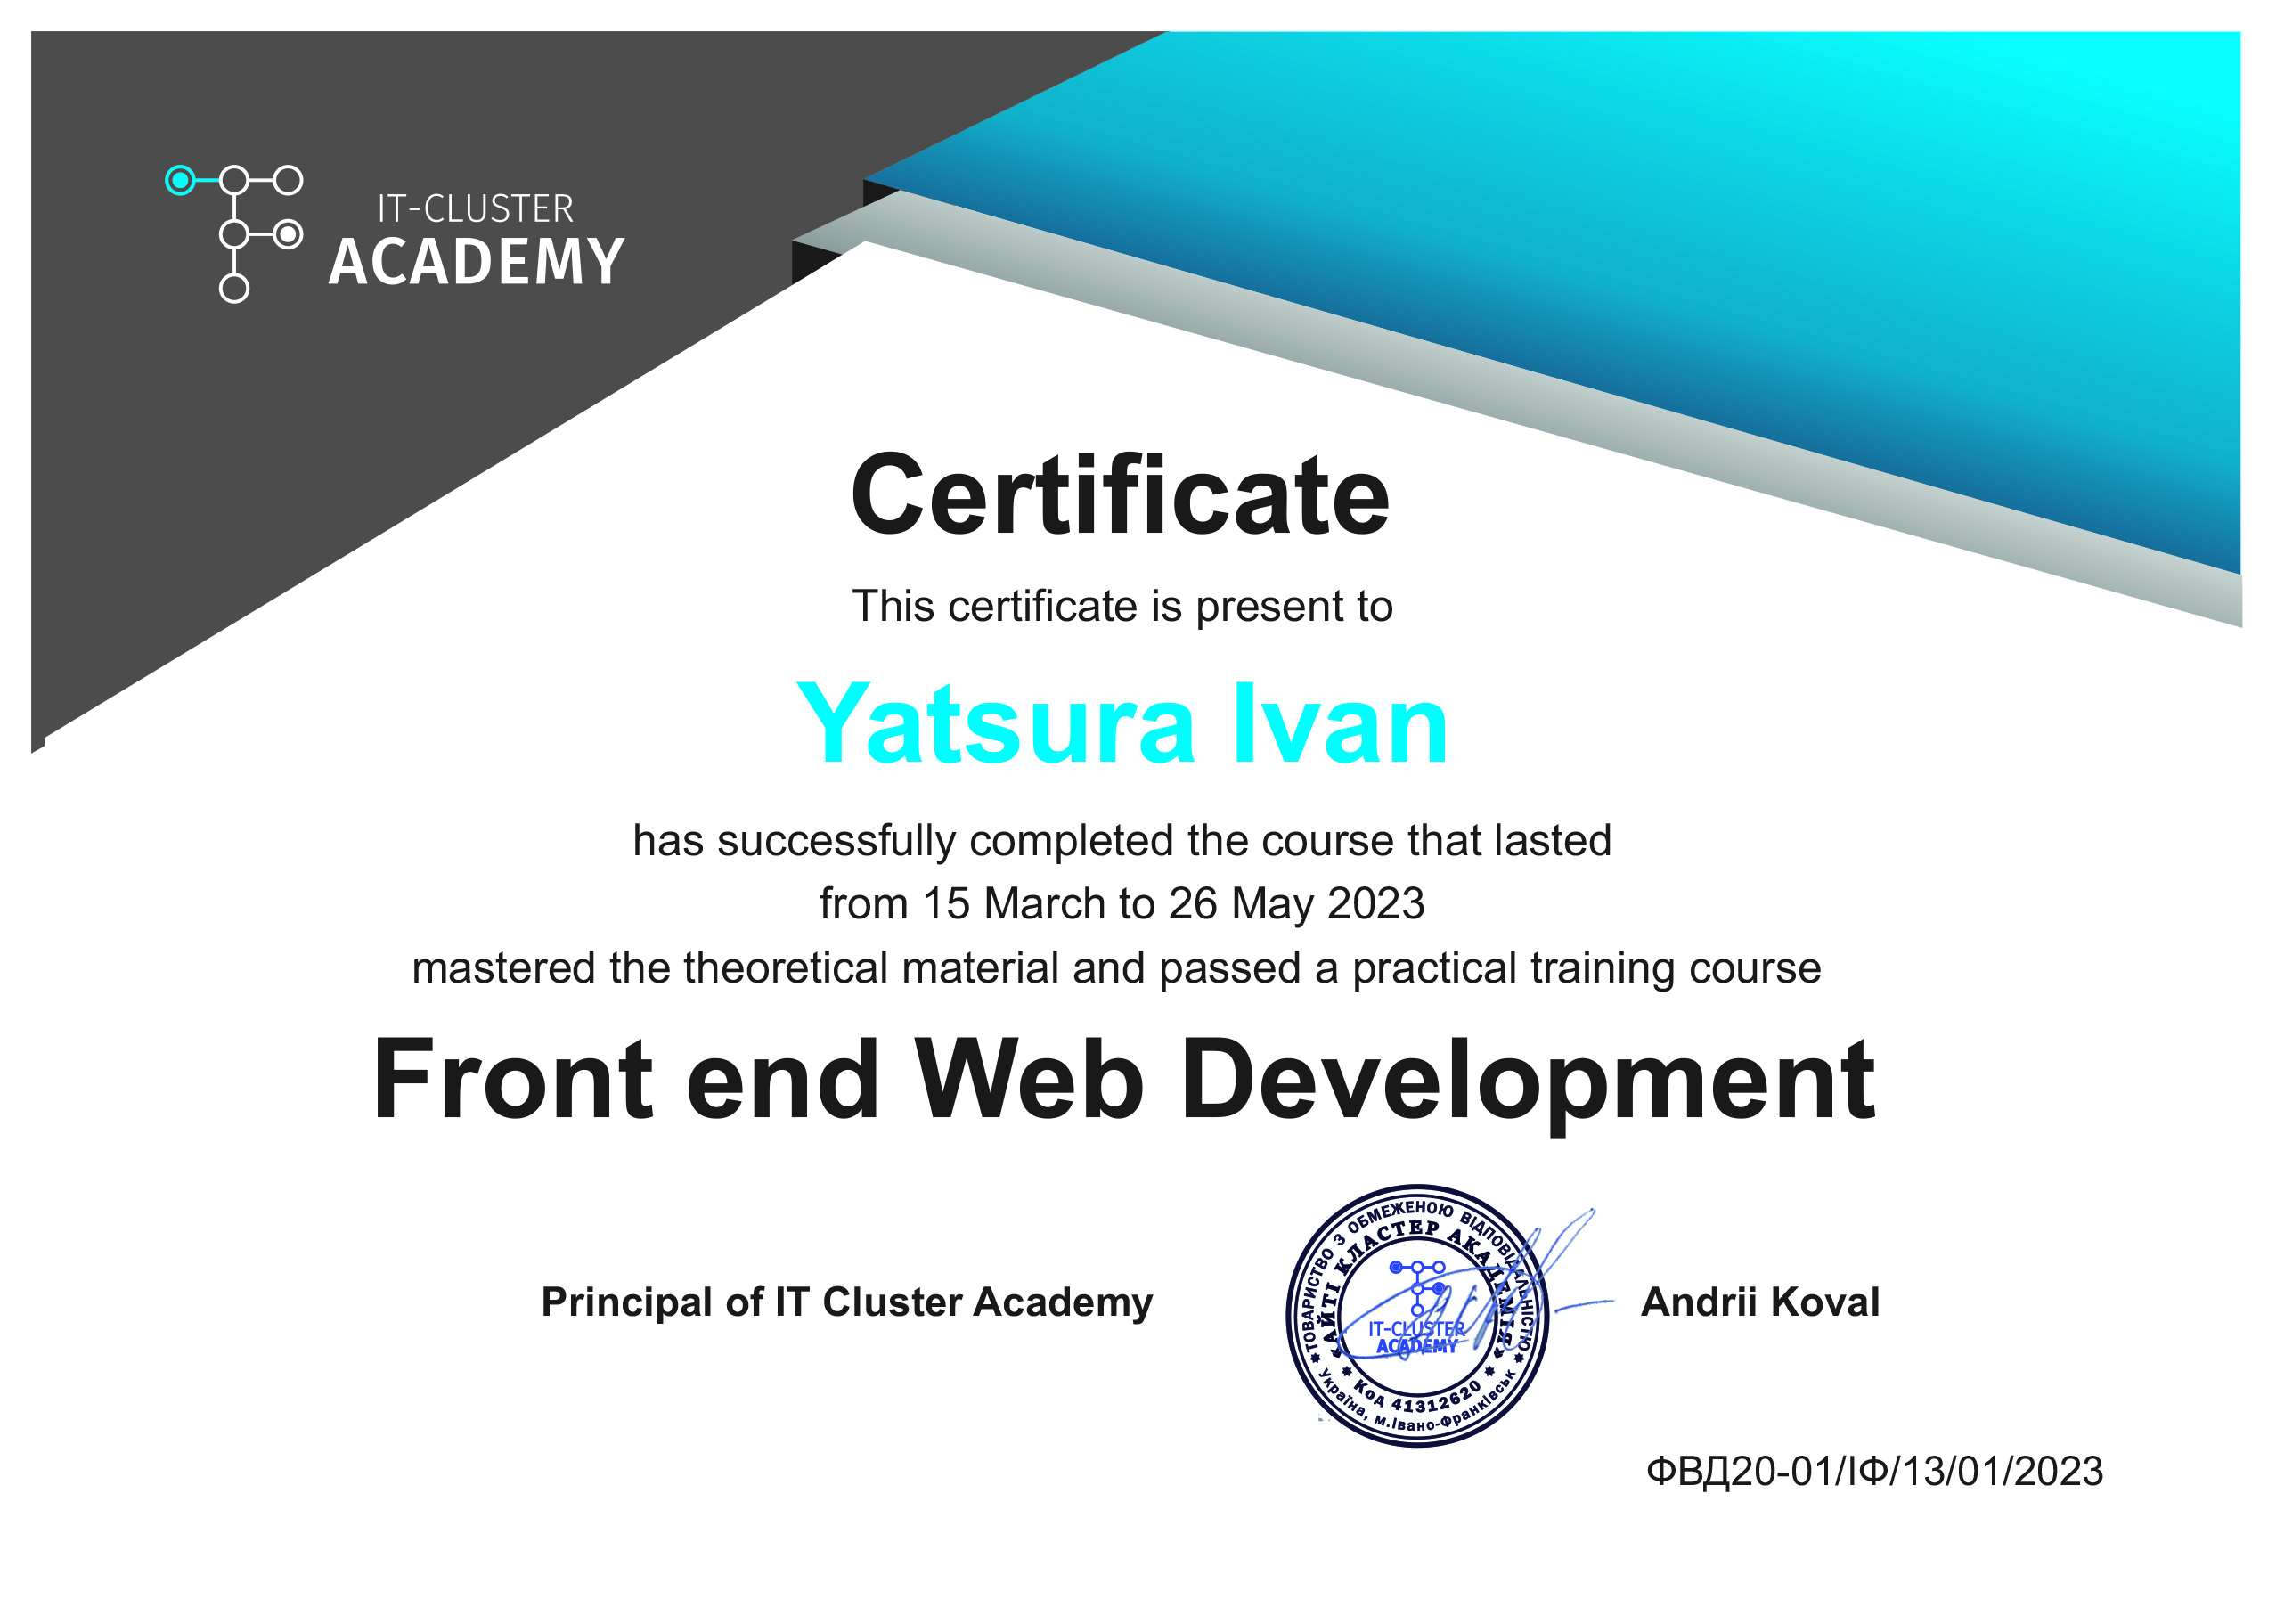 IT-CLUSTER
ACADEMY
Certificate
This certificate is present to
Yatsura Ivan
has successfully completed the course that lasted
from 15 March to 26 May 2023
mastered the theoretical material and passed a practical training course
Front end Web Development
Principal of IT Cluster Academy
ТОВАРИСТВО З ОБМЕЖЕНОЮ ВІДПОВІДАЛЬНІСТЮ
«АЙТІ КЛАСТЕР АКАДЕМІЯ»
IT-CLUSTER
ACADEMY
Код 41312620
Україна, м.Івано-Франківськ
Andrii Koval
ФВД20-01/ІФ/13/01/2023